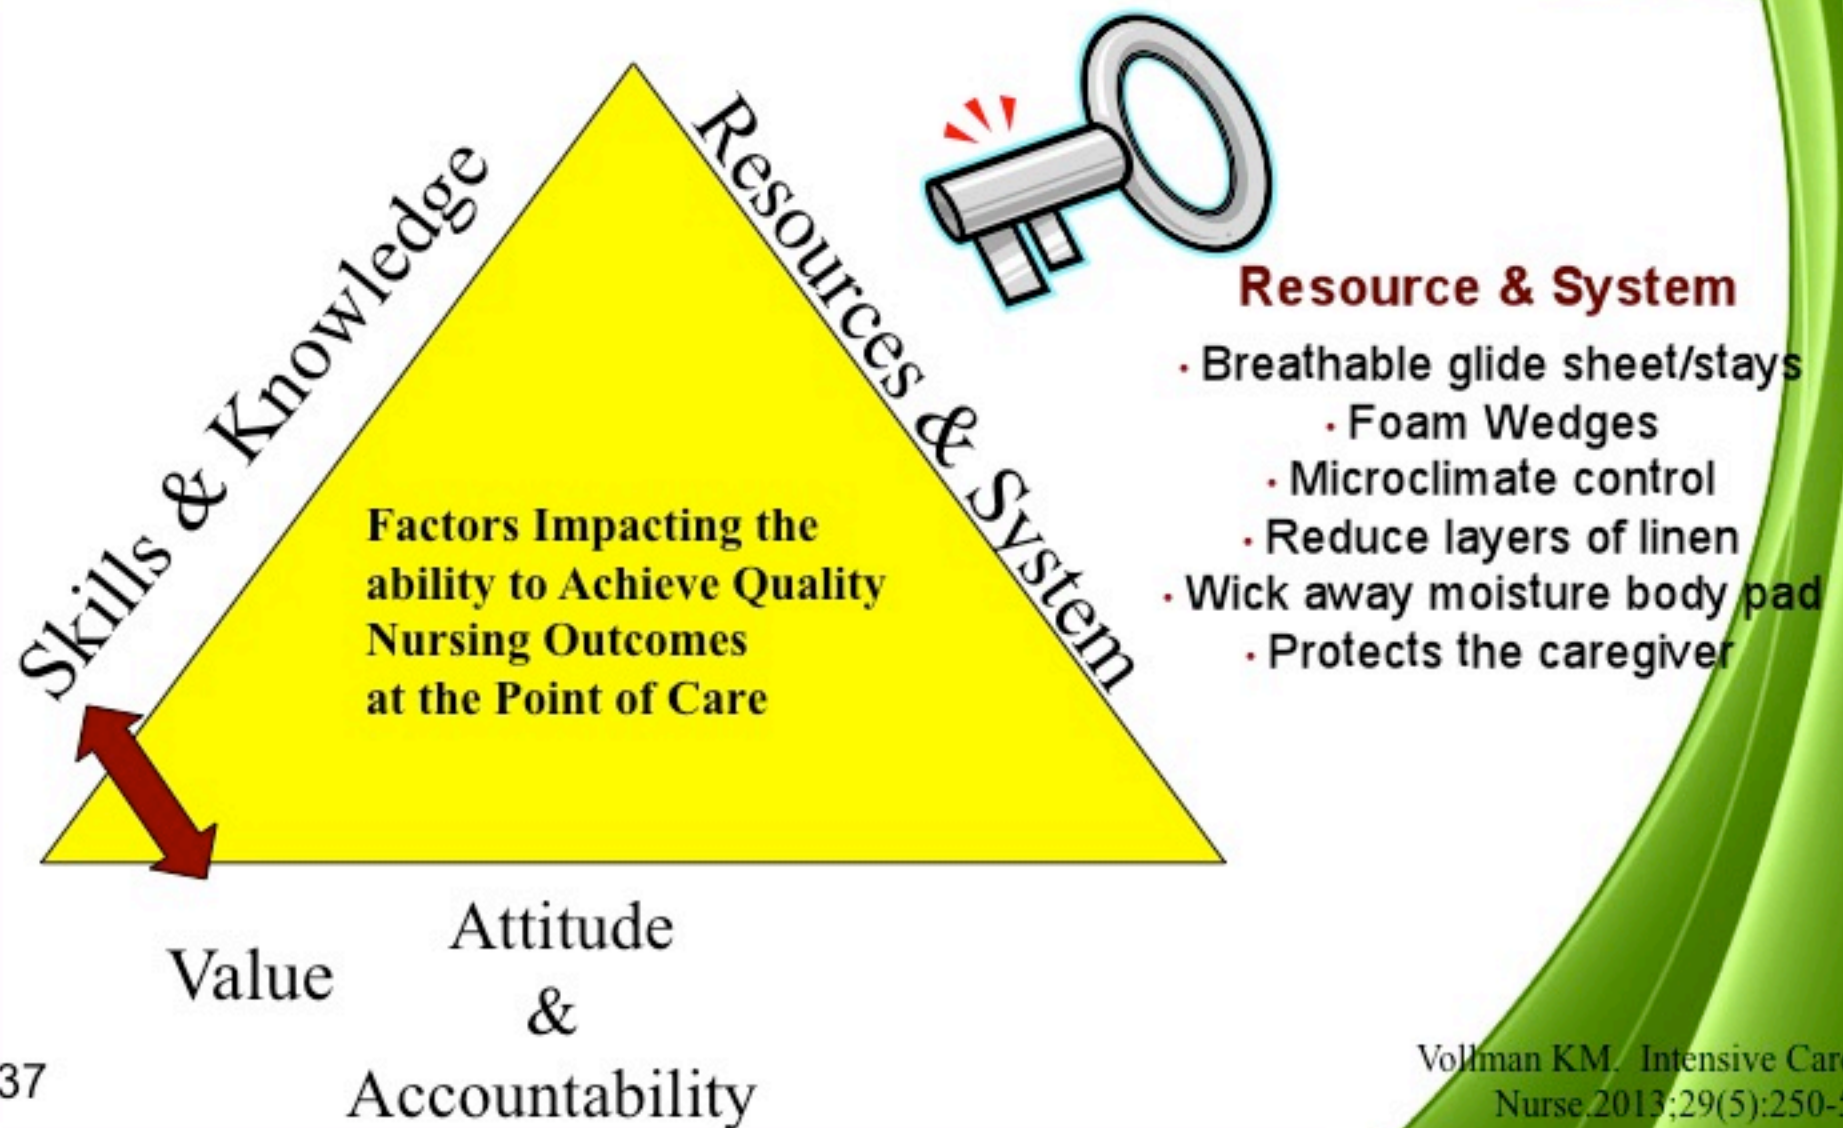 Skills & Knowledge
Resources & System
Factors Impacting the
ability to Achieve Quality
Nursing Outcomes
at the Point of Care
Resource & System
· Breathable glide sheet/stays
· Foam Wedges
· Microclimate control
· Reduce layers of linen
· Wick away moisture body pad
· Protects the caregiver
Value
Attitude
&
Accountability
37
Vollman KM. Intensive Care
Nurse.2013;29(5):250-